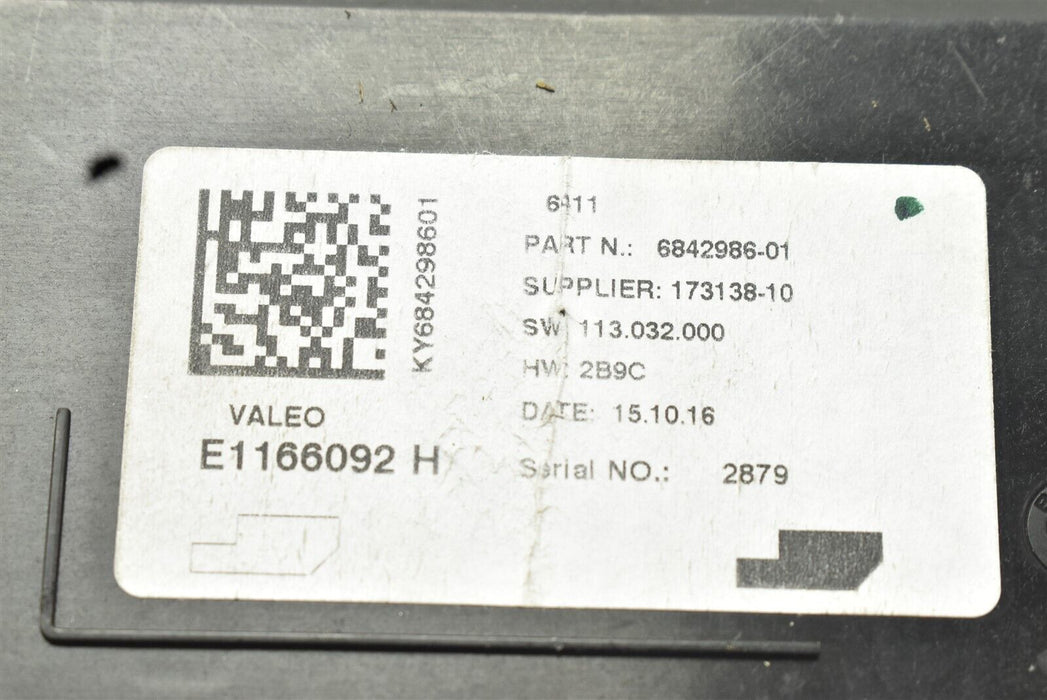 KY684298601
VALEO
E1166092 H
6411
PART N.: 6842986-01
SUPPLIER: 173138-10
SW: 113.032.000
HW: 2B9C
DATE: 15.10.16
Serial NO.: 2879